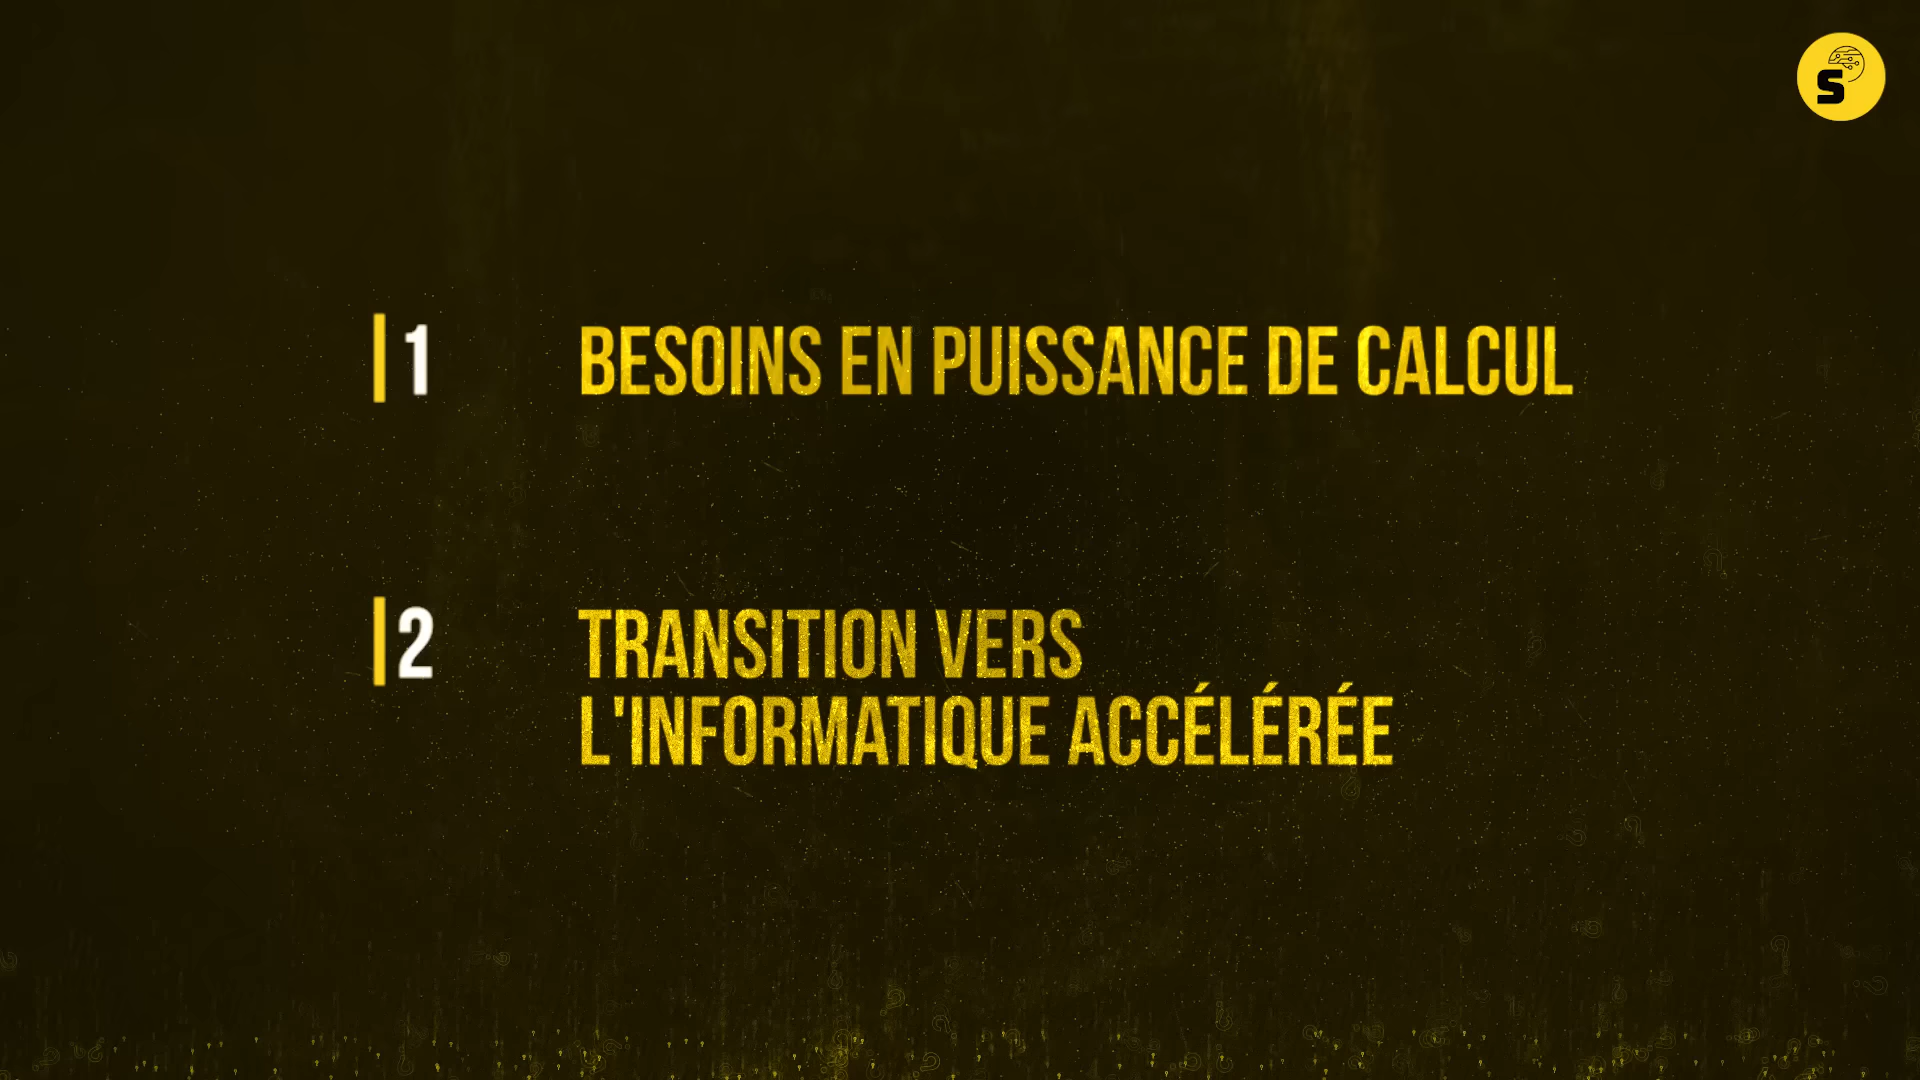 S
1 BESOINS EN PUISSANCE DE CALCUL
2 TRANSITION VERS
L'INFORMATIQUE ACCÉLÉRÉE